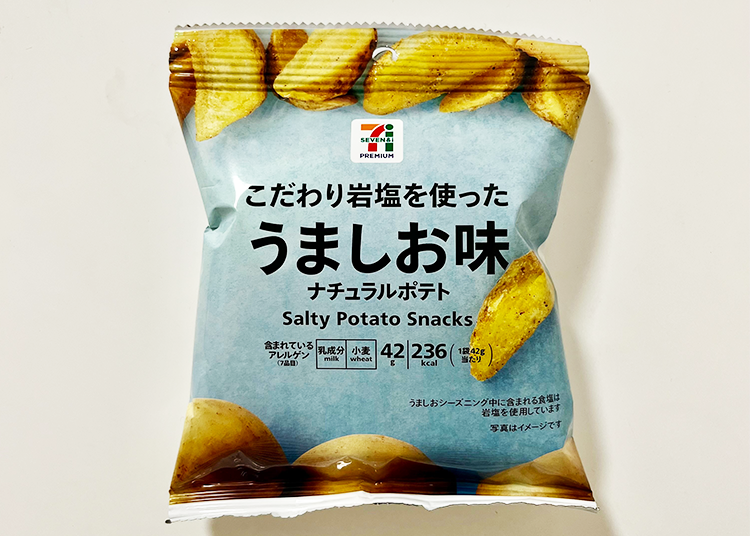 SEVEN&i
PREMIUM
こだわり岩塩を使った
うましお味
ナチュラルポテト
Salty Potato Snacks
含まれている アレルゲン (7品目) 乳成分 milk 小麦 wheat 42g 236kcal (1袋42g当たり)
うましおシーズニング中に含まれる食塩は
岩塩を使用しています
写真はイメージです